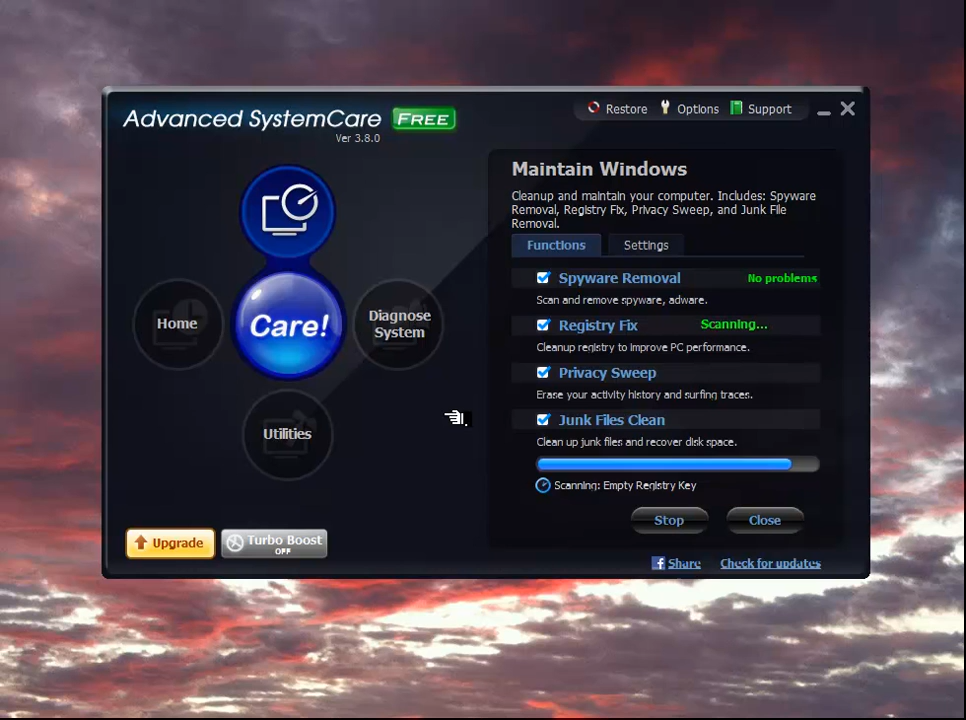 Advanced SystemCare FREE
Ver 3.8.0
Restore Options Support
Maintain Windows
Cleanup and maintain your computer. Includes: Spyware
Removal, Registry Fix, Privacy Sweep, and Junk File
Removal.
Functions Settings
Spyware Removal No problems
Scan and remove spyware, adware.
Registry Fix Scanning...
Cleanup registry to improve PC performance.
Privacy Sweep
Erase your activity history and surfing traces.
Junk Files Clean
Clean up junk files and recover disk space.
Scanning: Empty Registry Key
Stop Close
Home
Care!
Diagnose
System
Utilities
Upgrade
Turbo Boost
OFF
Share Check for updates